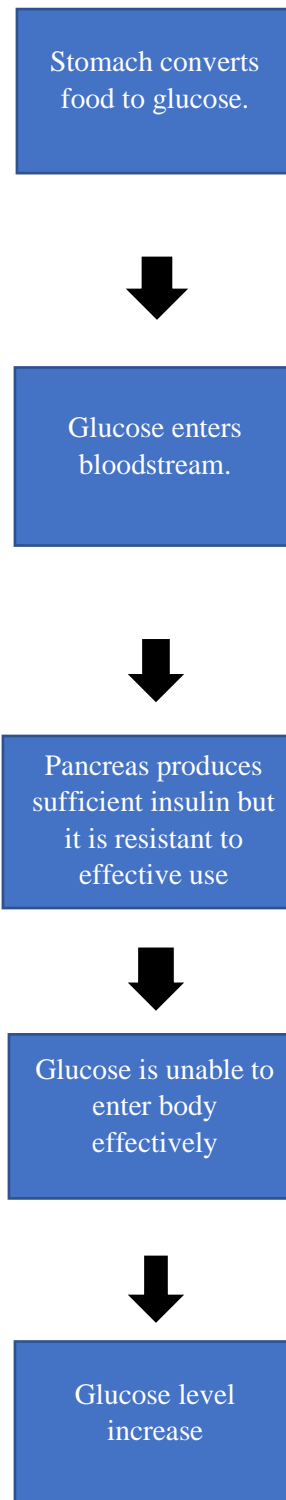 Stomach converts
food to glucose.
Glucose enters
bloodstream.
Pancreas produces
sufficient insulin but
it is resistant to
effective use
Glucose is unable to
enter body
effectively
Glucose level
increase